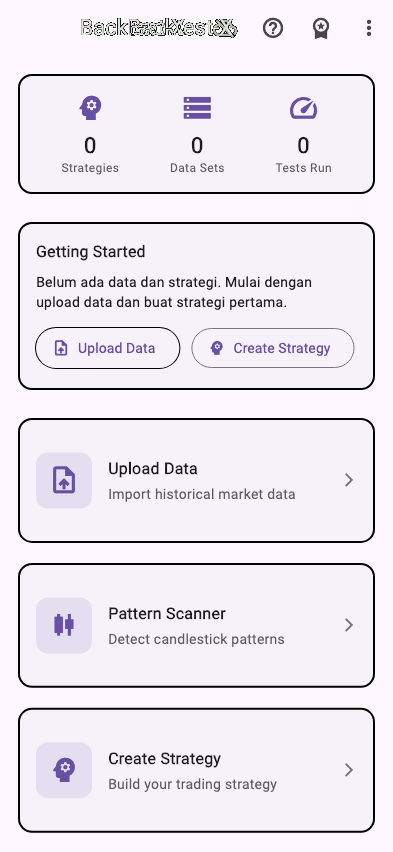 0
0
0
Strategies
Data Sets
Tests Run
Getting Started
Belum ada data dan strategi. Mulai dengan
upload data dan buat strategi pertama.
Upload Data
Create Strategy
Upload Data
Import historical market data
Pattern Scanner
Detect candlestick patterns
Create Strategy
Build your trading strategy